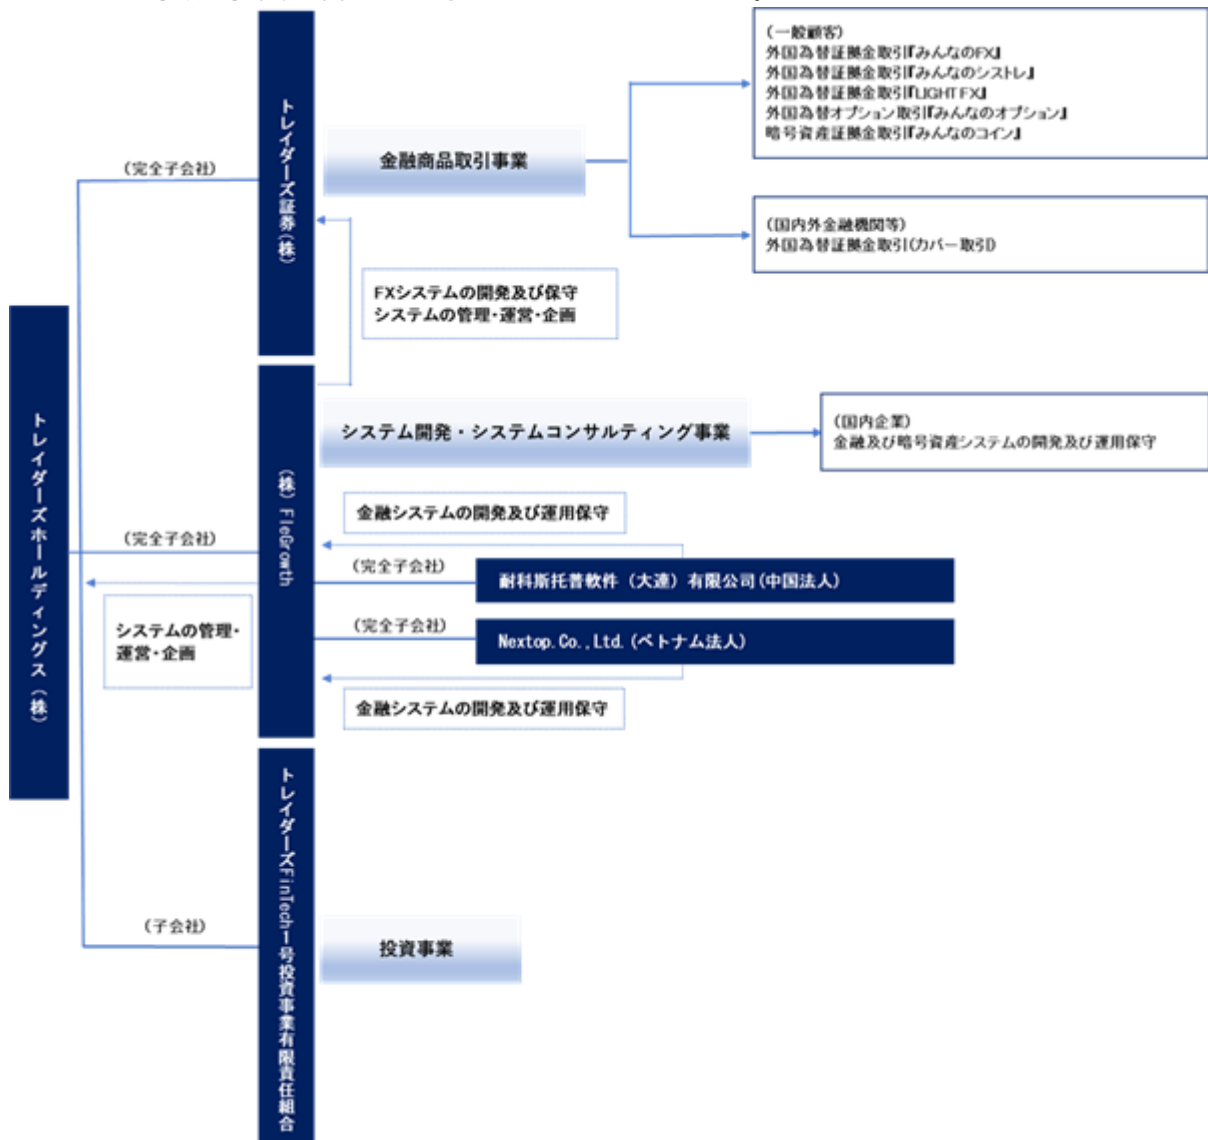 (一般顧客)
外国為替証拠金取引『みんなのFX』
外国為替証拠金取引『みんなのシストレ』
外国為替証拠金取引『LIGHT FX』
外国為替オプション取引『みんなのオプション』
暗号資産証拠金取引『みんなのコイン』
トレイダーズ証券(株)
金融商品取引事業
(完全子会社)
(国内外金融機関等)
外国為替証拠金取引(カバー取引)
FXシステムの開発及び保守
システムの管理・運営・企画
トレイダーズホールディングス(株)
(株)FleGrowth
システム開発・システムコンサルティング事業
(国内企業)
金融及び暗号資産システムの開発及び運用保守
金融システムの開発及び運用保守
(完全子会社)
(完全子会社)
耐科斯托普軟件(大連)有限公司(中国法人)
システムの管理・
運営・企画
(完全子会社)
Nextop.Co.,Ltd.(ベトナム法人)
金融システムの開発及び運用保守
トレイダーズFinTech1号投資事業有限責任組合
(子会社)
投資事業